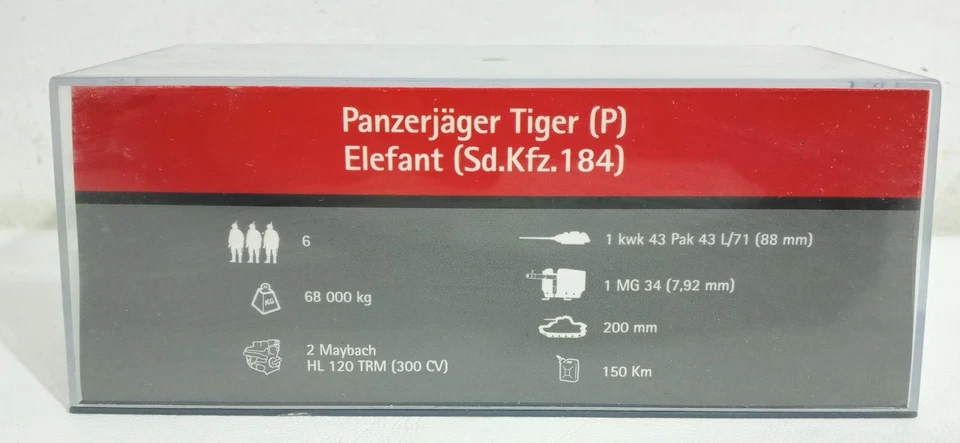 Panzerjäger Tiger (P)
Elefant (Sd.Kfz.184)
6
68 000 kg
KG
2 Maybach
HL 120 TRM (300 CV)
1 kwk 43 Pak 43 L/71 (88 mm)
1 MG 34 (7,92 mm)
200 mm
150 Km